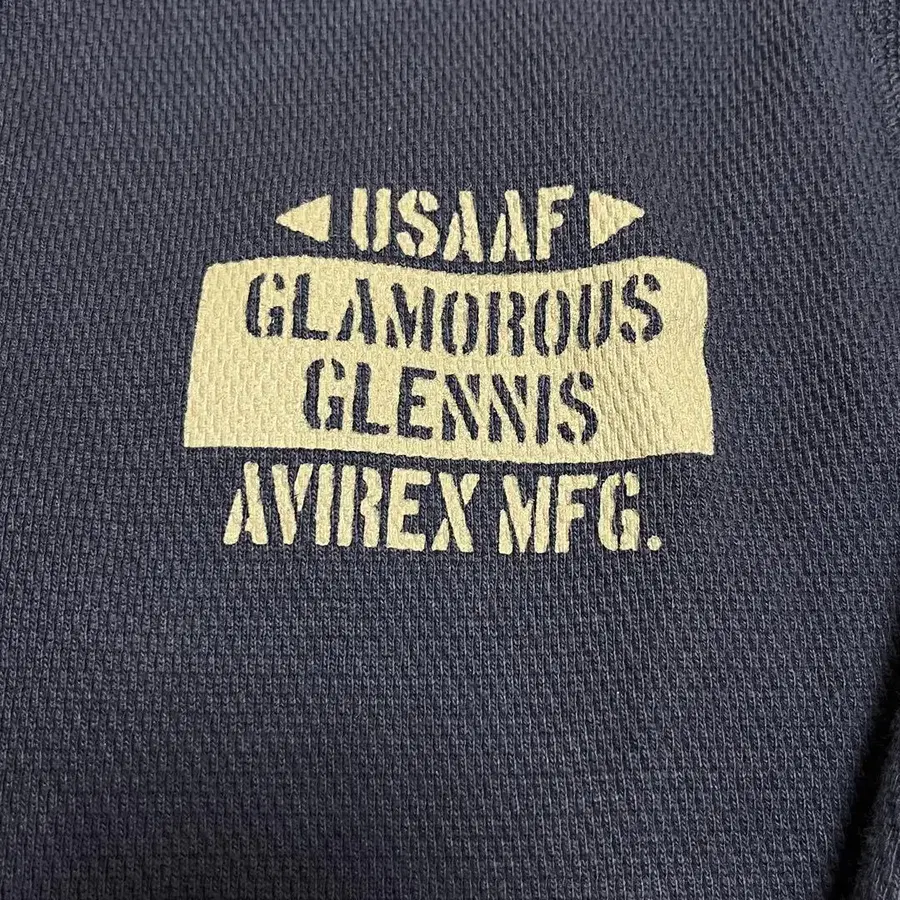 USAAF
GLAMOROUS
GLENNIS
AVIREX MFG.